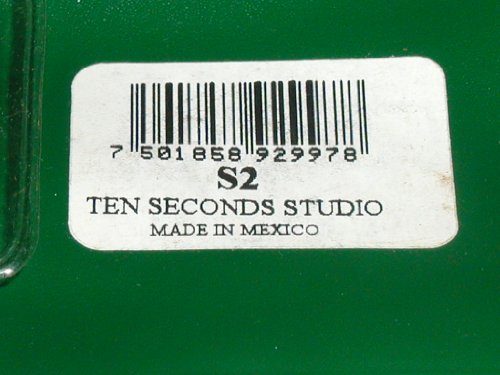 7 501858 929978
S2
TEN SECONDS STUDIO
MADE IN MEXICO